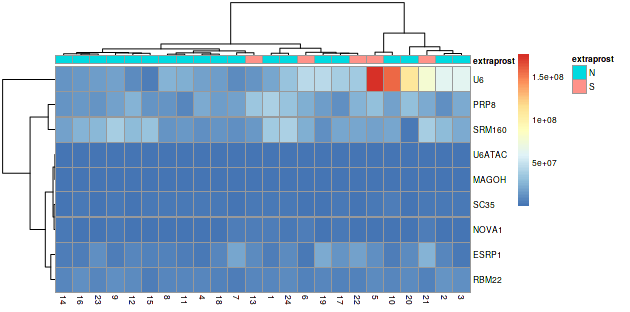 extraprost
extraprost
N
S
U6
PRP8
SRM160
U6ATAC
MAGOH
SC35
NOVA1
ESRP1
RBM22
1.5e+08
1e+08
5e+07
14 16 23 9 12 15 8 11 4 18 7 13 1 24 6 19 17 22 5 10 20 21 2 3